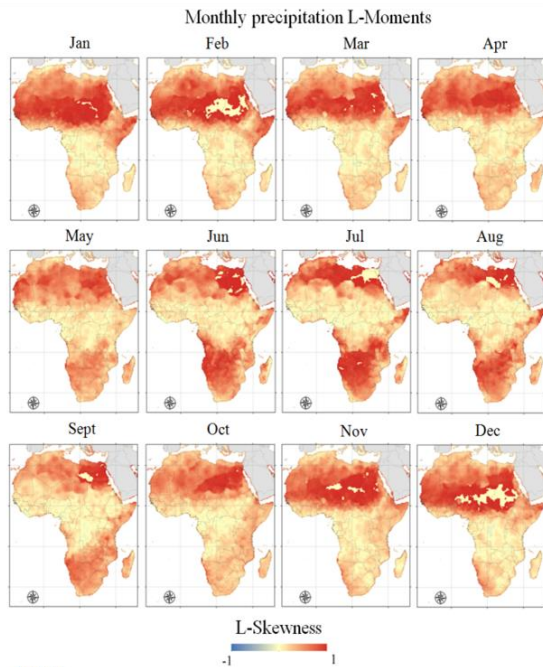 Monthly precipitation L-Moments
Jan Feb Mar Apr
May Jun Jul Aug
Sept Oct Nov Dec
L-Skewness
-1 1